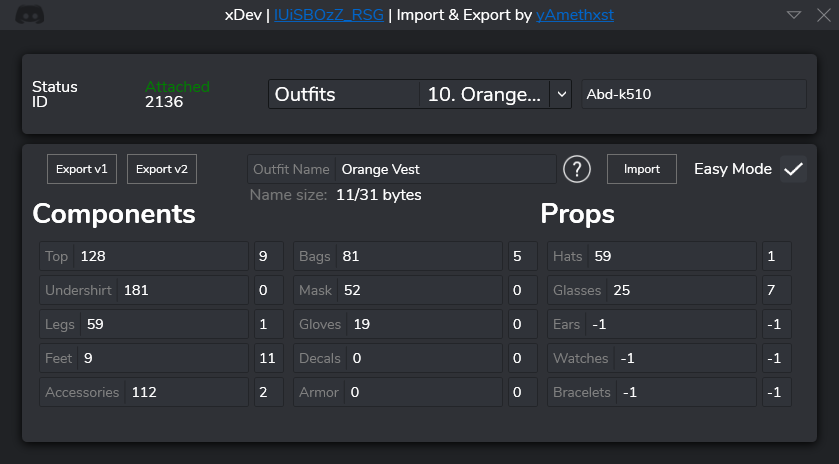 xDev | IUiSBOzZ_RSG | Import & Export by yAmethxst
Status Attached
ID 2136
Outfits 10. Orange... Abd-k510
Export v1 Export v2 Outfit Name Orange Vest ? Import Easy Mode
Name size: 11/31 bytes
Components Props
Top 128 9 Bags 81 5 Hats 59 1
Undershirt 181 0 Mask 52 0 Glasses 25 7
Legs 59 1 Gloves 19 0 Ears -1 -1
Feet 9 11 Decals 0 0 Watches -1 -1
Accessories 112 2 Armor 0 0 Bracelets -1 -1